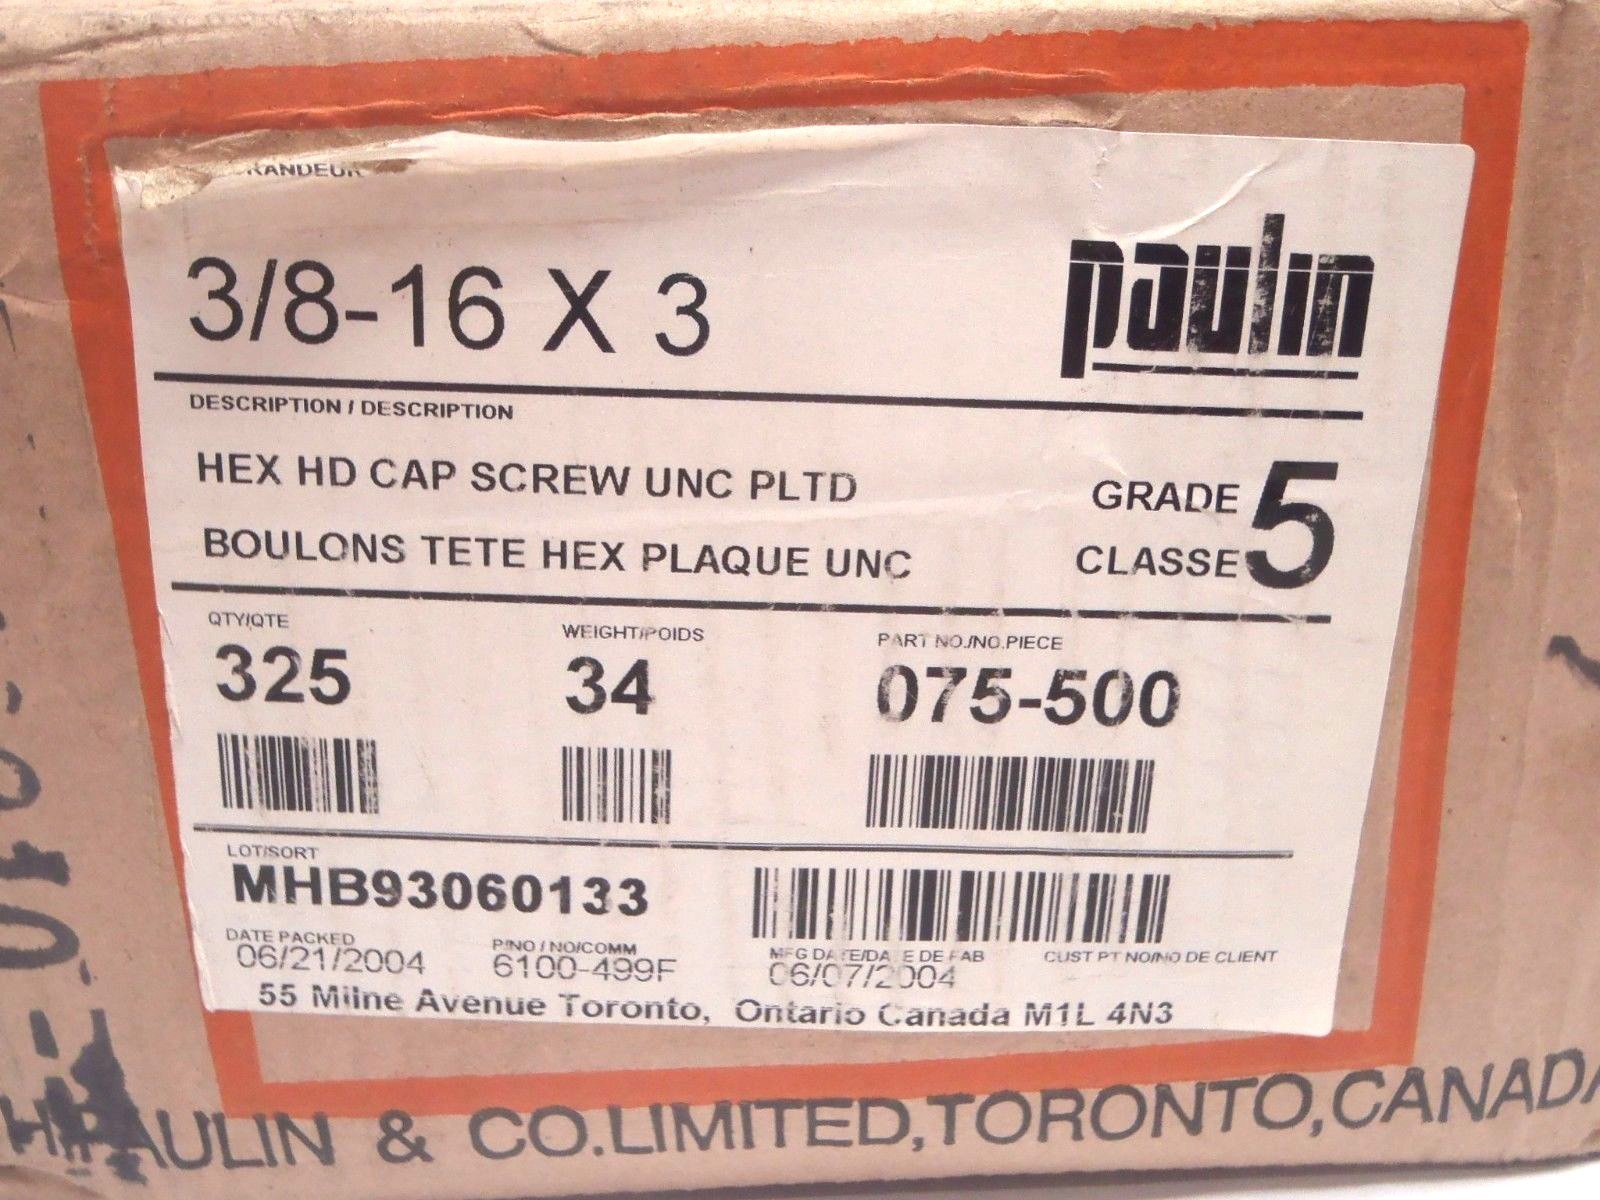 3/8-16 X 3
paulin
DESCRIPTION / DESCRIPTION
HEX HD CAP SCREW UNC PLTD
BOULONS TETE HEX PLAQUE UNC
GRADE
CLASSE
5
QTY/QTE
325
WEIGHT/POIDS
34
PART NO./NO.PIECE
075-500
LOT/SORT
MHB93060133
DATE PACKED
06/21/2004
P/NO / NO/COMM
6100-499F
MFG DATE/DATE DE FAB
06/07/2004
CUST PT NO/NO DE CLIENT
55 Milne Avenue Toronto, Ontario Canada M1L 4N3
PAULIN & CO.LIMITED,TORONTO,CANADA